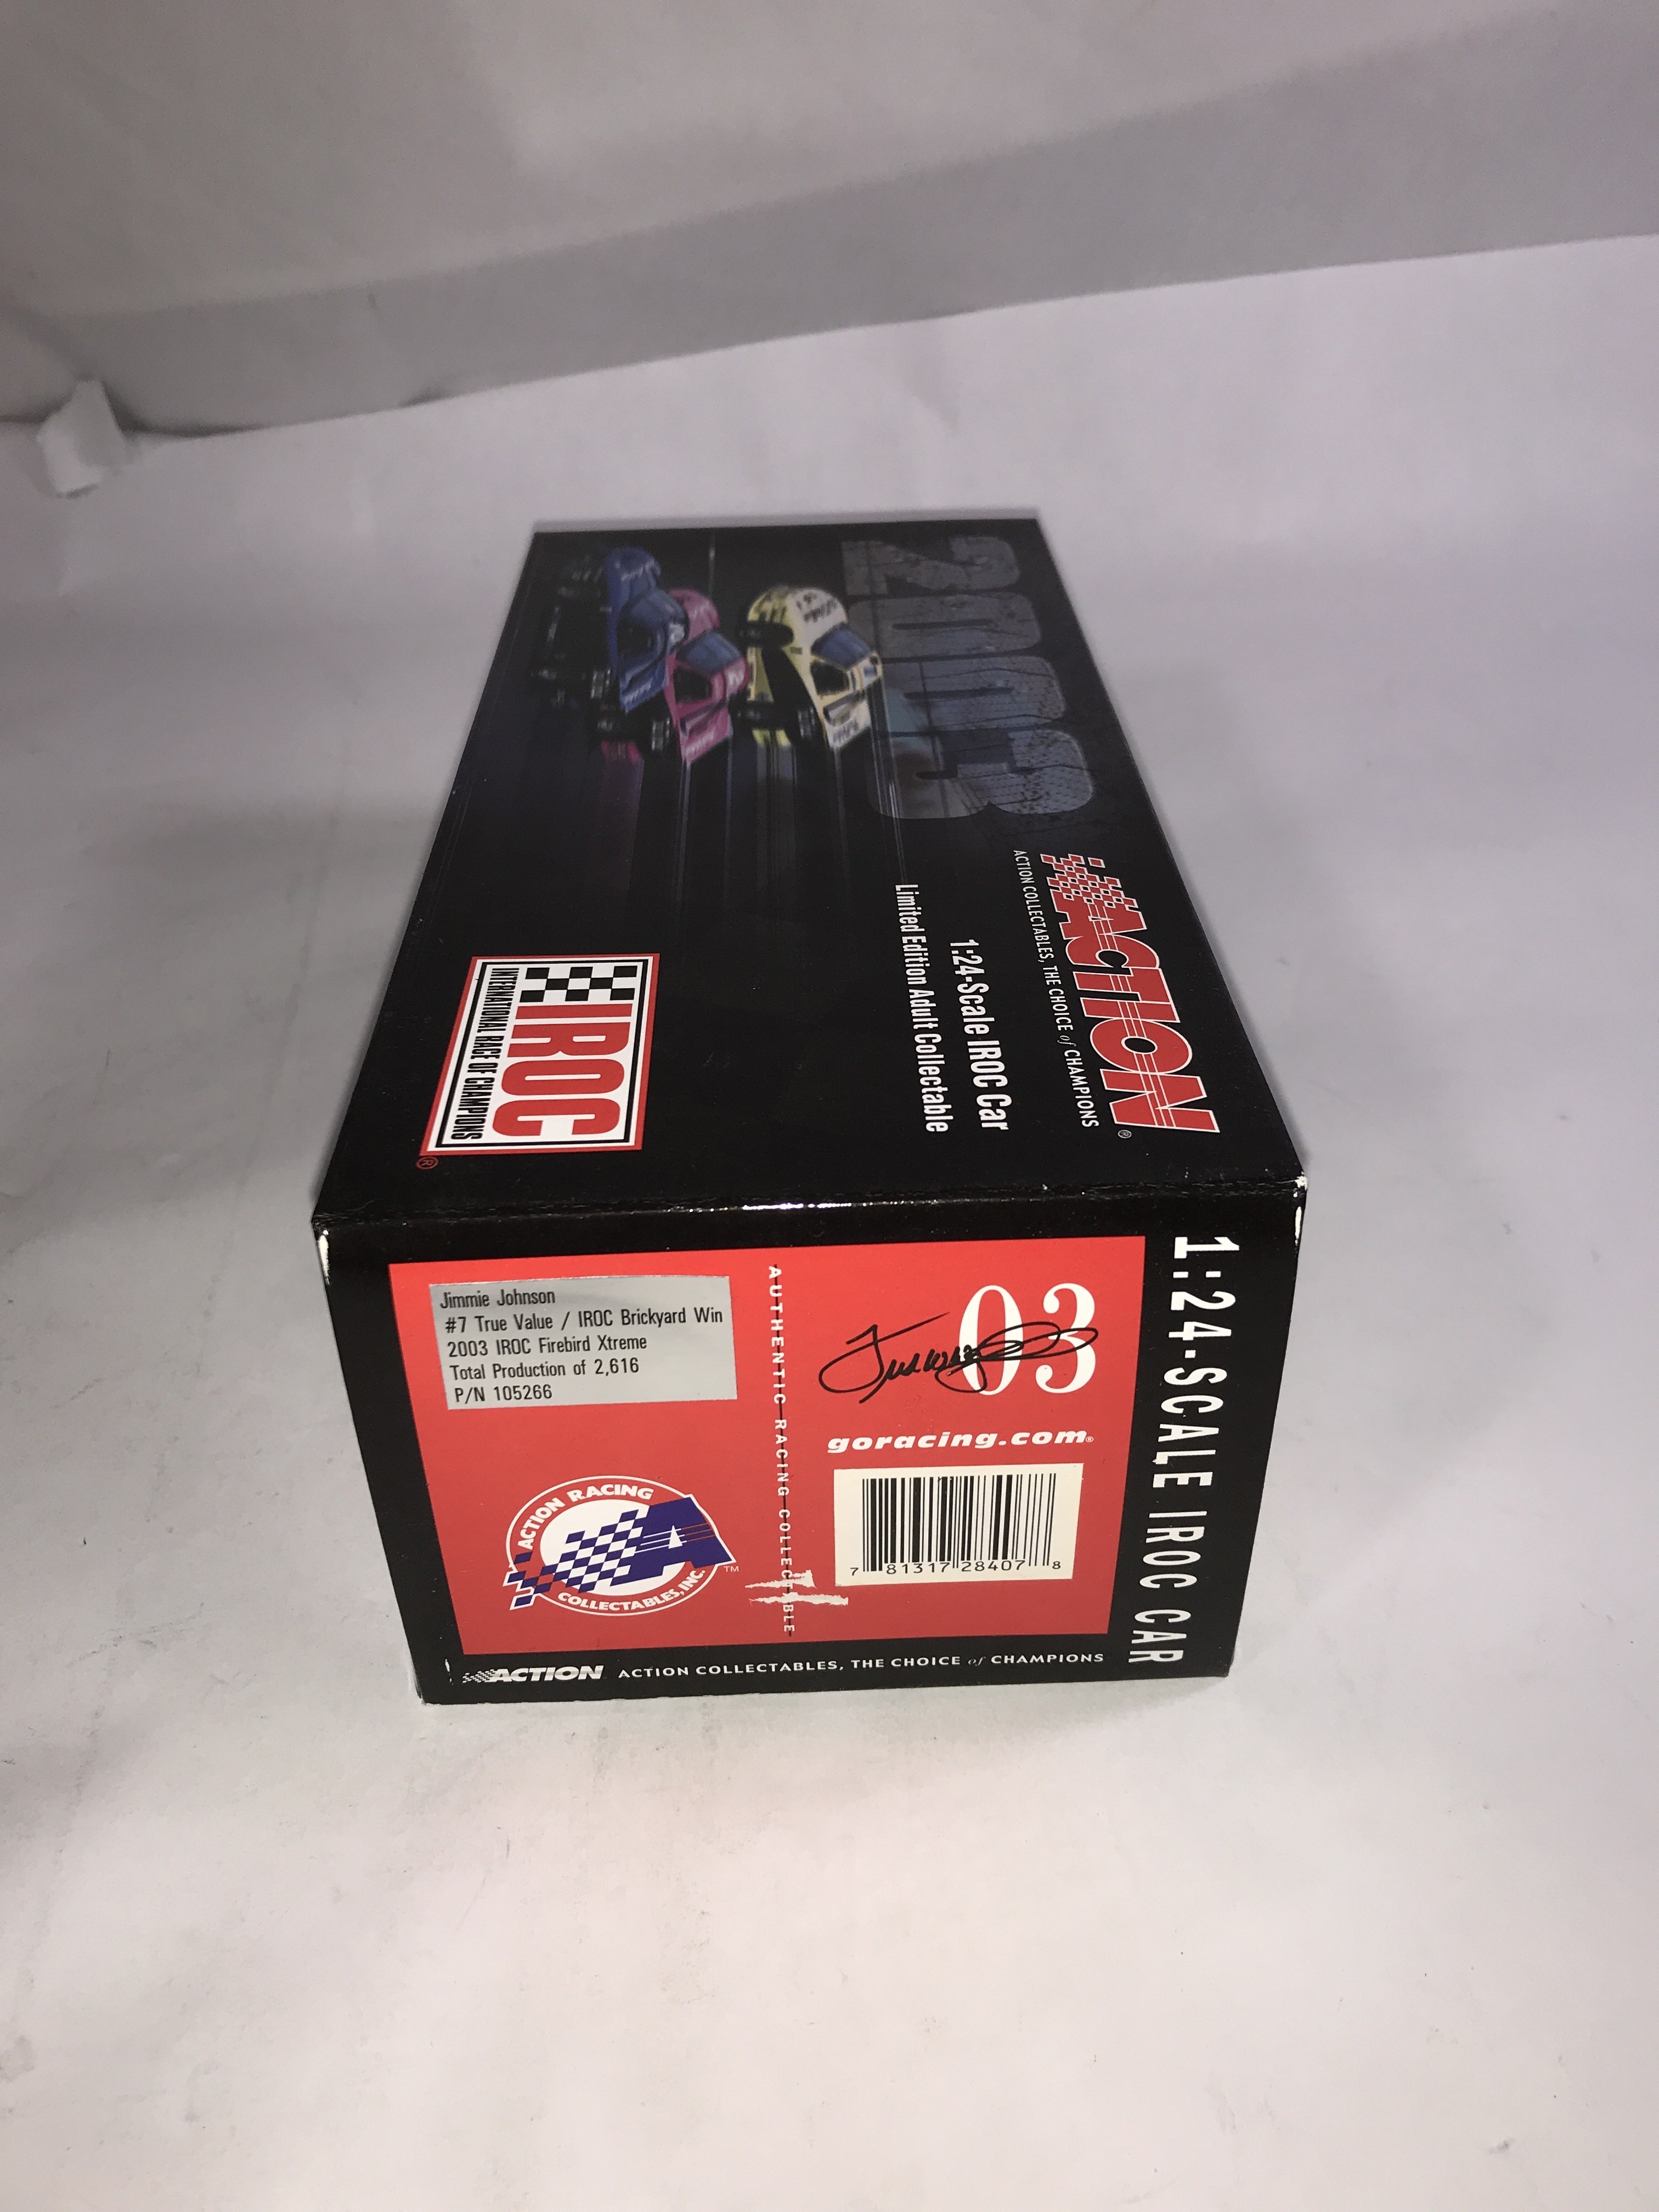 2003
ACTION®
ACTION COLLECTABLES, THE CHOICE of CHAMPIONS
1:24-Scale IROC Car
Limited Edition Adult Collectable
IROC
INTERNATIONAL RACE OF CHAMPIONS
®
1:24-SCALE IROC CAR
03
goracing.com®
7 81317 28407 8
AUTHENTIC RACING COLLECTABLE
Jimmie Johnson
#7 True Value / IROC Brickyard Win
2003 IROC Firebird Xtreme
Total Production of 2,616
P/N 105266
ACTION RACING
A
COLLECTABLES, INC.
TM
ACTION ACTION COLLECTABLES, THE CHOICE of CHAMPIONS